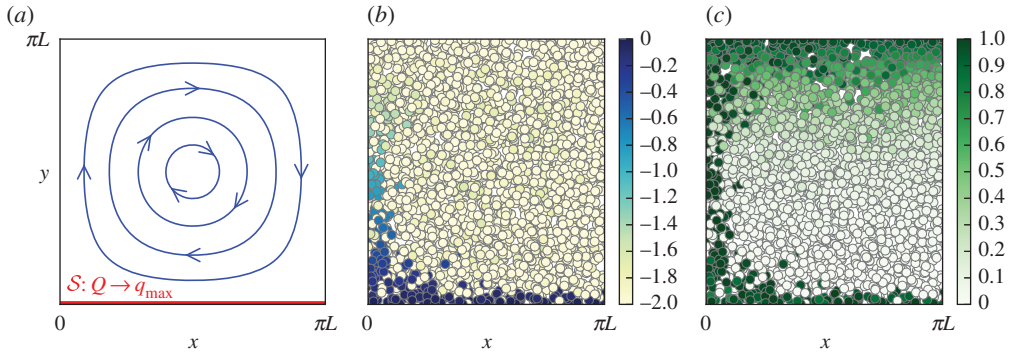 (a)
πL
y
S: Q → q_max
0
πL
x
(b)
0
πL
x
0
–0.2
–0.4
–0.6
–0.8
–1.0
–1.2
–1.4
–1.6
–1.8
–2.0
(c)
0
πL
x
1.0
0.9
0.8
0.7
0.6
0.5
0.4
0.3
0.2
0.1
0